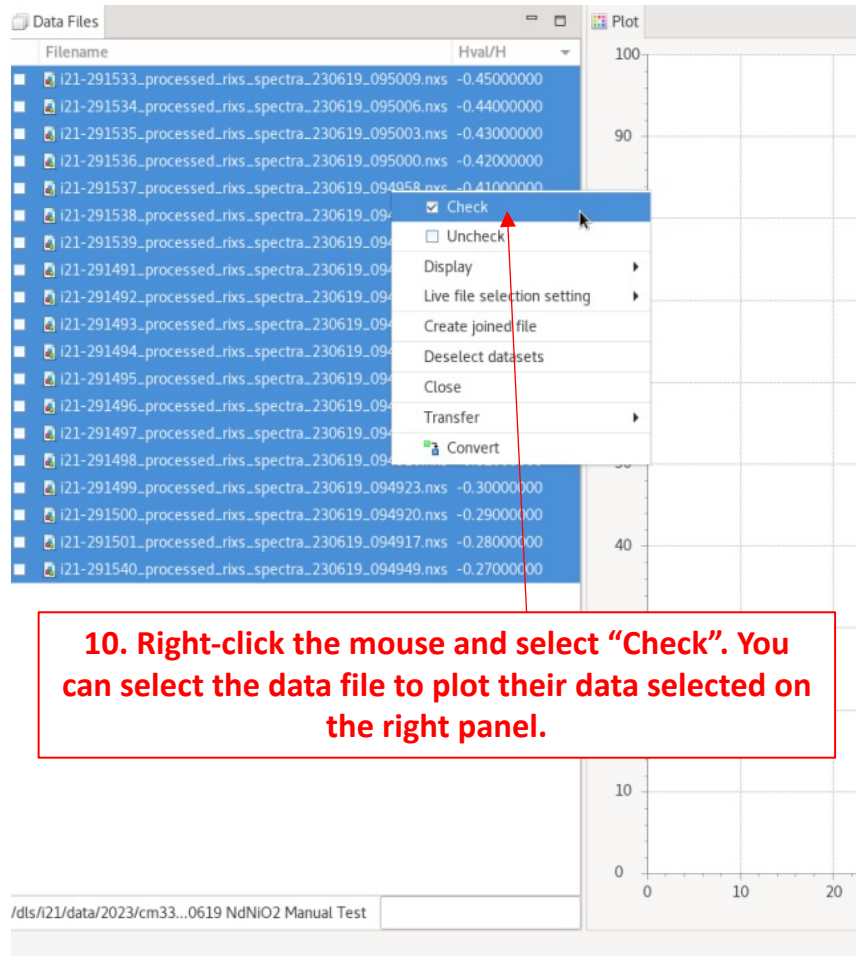 Data Files
Plot
Filename Hval/H
i21-291533_processed_rixs_spectra_230619_095009.nxs -0.45000000
i21-291534_processed_rixs_spectra_230619_095006.nxs -0.44000000
i21-291535_processed_rixs_spectra_230619_095003.nxs -0.43000000
i21-291536_processed_rixs_spectra_230619_095000.nxs -0.42000000
i21-291537_processed_rixs_spectra_230619_094958.nxs -0.41000000
i21-291538_processed_rixs_spectra_230619_094
i21-291539_processed_rixs_spectra_230619_094
i21-291491_processed_rixs_spectra_230619_094
i21-291492_processed_rixs_spectra_230619_094
i21-291493_processed_rixs_spectra_230619_094
i21-291494_processed_rixs_spectra_230619_094
i21-291495_processed_rixs_spectra_230619_094
i21-291496_processed_rixs_spectra_230619_094
i21-291497_processed_rixs_spectra_230619_094
i21-291498_processed_rixs_spectra_230619_094
i21-291499_processed_rixs_spectra_230619_094923.nxs -0.30000000
i21-291500_processed_rixs_spectra_230619_094920.nxs -0.29000000
i21-291501_processed_rixs_spectra_230619_094917.nxs -0.28000000
i21-291540_processed_rixs_spectra_230619_094949.nxs -0.27000000
Check
Uncheck
Display
Live file selection setting
Create joined file
Deselect datasets
Close
Transfer
Convert
10. Right-click the mouse and select “Check”. You
can select the data file to plot their data selected on
the right panel.
100
90
40
10
0
0 10 20
/dls/i21/data/2023/cm33...0619 NdNiO2 Manual Test